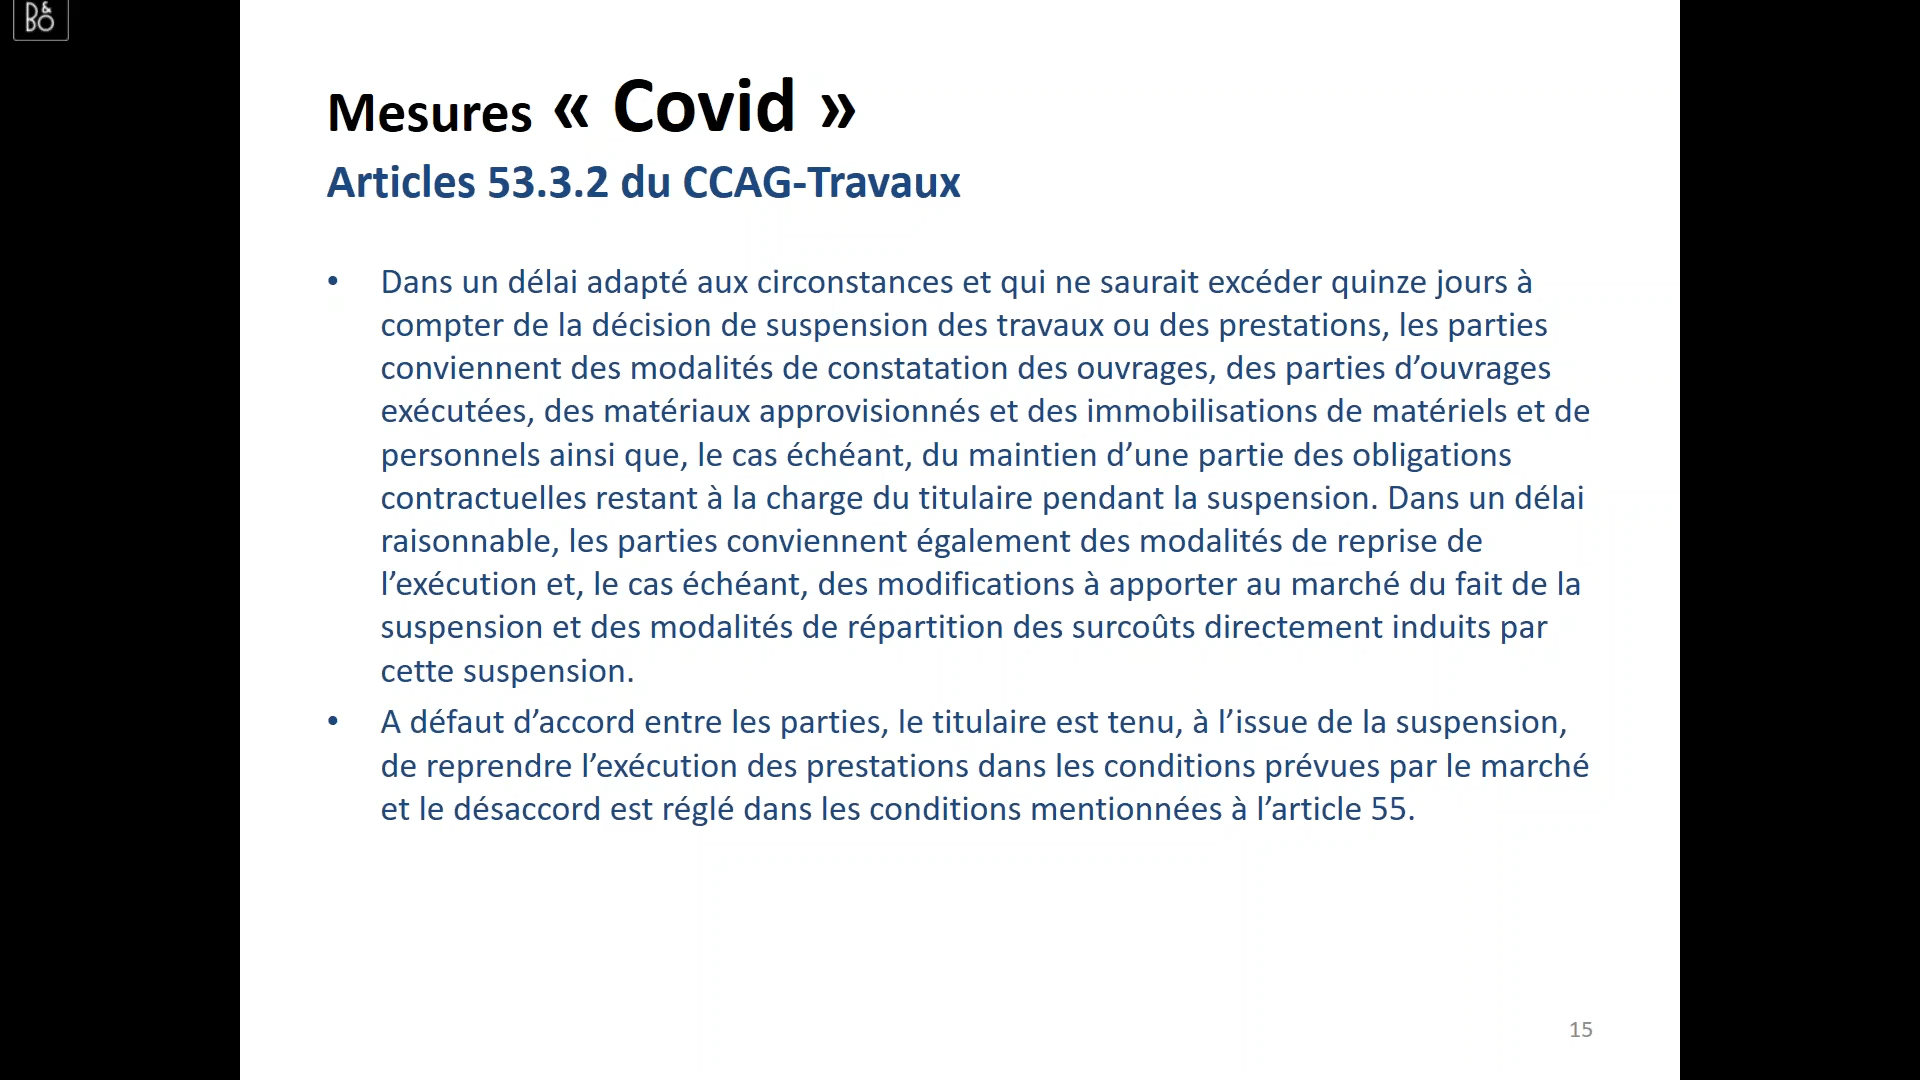 B&O
Mesures « Covid »
Articles 53.3.2 du CCAG-Travaux
• Dans un délai adapté aux circonstances et qui ne saurait excéder quinze jours à
compter de la décision de suspension des travaux ou des prestations, les parties
conviennent des modalités de constatation des ouvrages, des parties d’ouvrages
exécutées, des matériaux approvisionnés et des immobilisations de matériels et de
personnels ainsi que, le cas échéant, du maintien d’une partie des obligations
contractuelles restant à la charge du titulaire pendant la suspension. Dans un délai
raisonnable, les parties conviennent également des modalités de reprise de
l’exécution et, le cas échéant, des modifications à apporter au marché du fait de la
suspension et des modalités de répartition des surcoûts directement induits par
cette suspension.
• A défaut d’accord entre les parties, le titulaire est tenu, à l’issue de la suspension,
de reprendre l’exécution des prestations dans les conditions prévues par le marché
et le désaccord est réglé dans les conditions mentionnées à l’article 55.
15